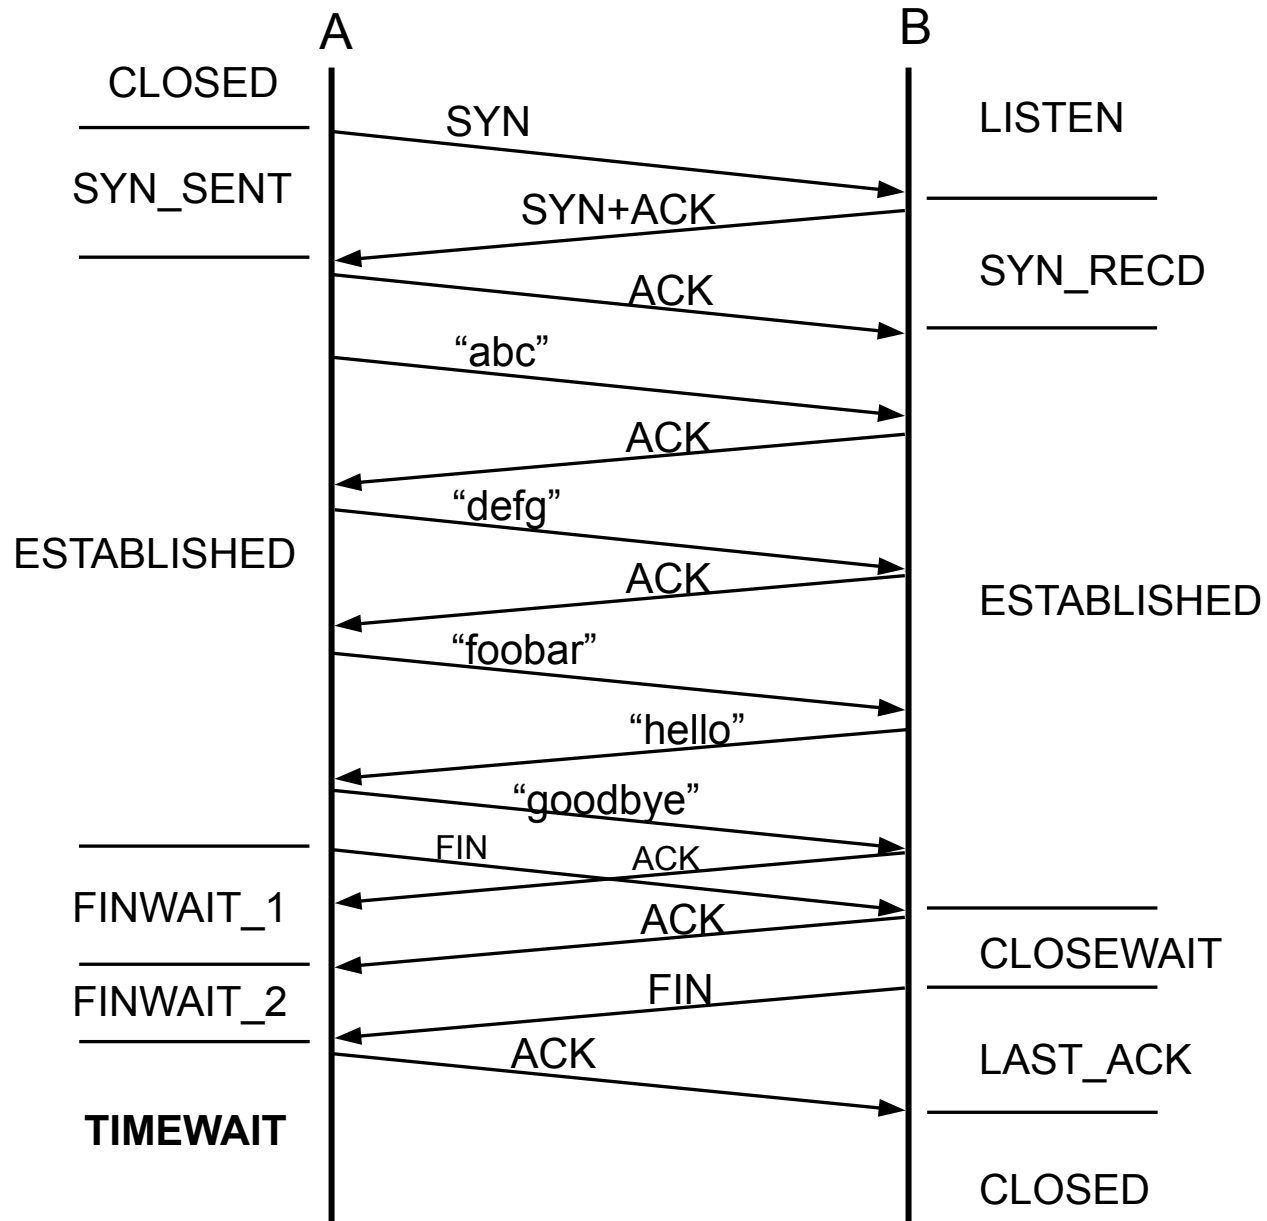 A
B
CLOSED
LISTEN
SYN
SYN_SENT
SYN+ACK
SYN_RECD
ACK
“abc”
ACK
“defg”
ESTABLISHED
ACK
ESTABLISHED
“foobar”
“hello”
“goodbye”
FIN
ACK
FINWAIT_1
ACK
CLOSEWAIT
FIN
FINWAIT_2
ACK
LAST_ACK
TIMEWAIT
CLOSED